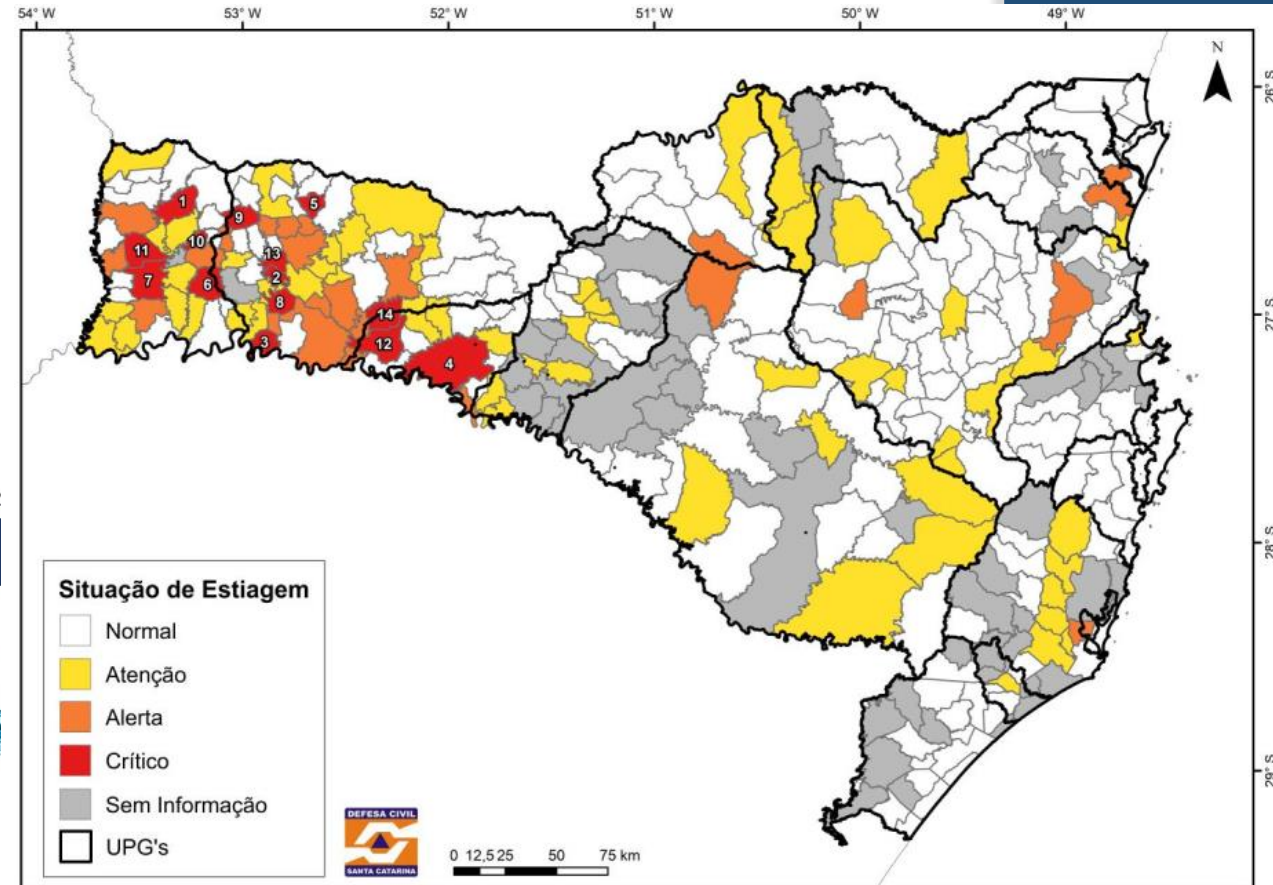 54° W 53° W 52° W 51° W 50° W 49° W
N
26° S
1
5
9
10
11
13
7
6
2
8
14
27° S
3
12
4
28° S
Situação de Estiagem
Normal
Atenção
Alerta
Crítico
Sem Informação
UPG's
29° S
DEFESA CIVIL
SANTA CATARINA
0 12,5 25 50 75 km